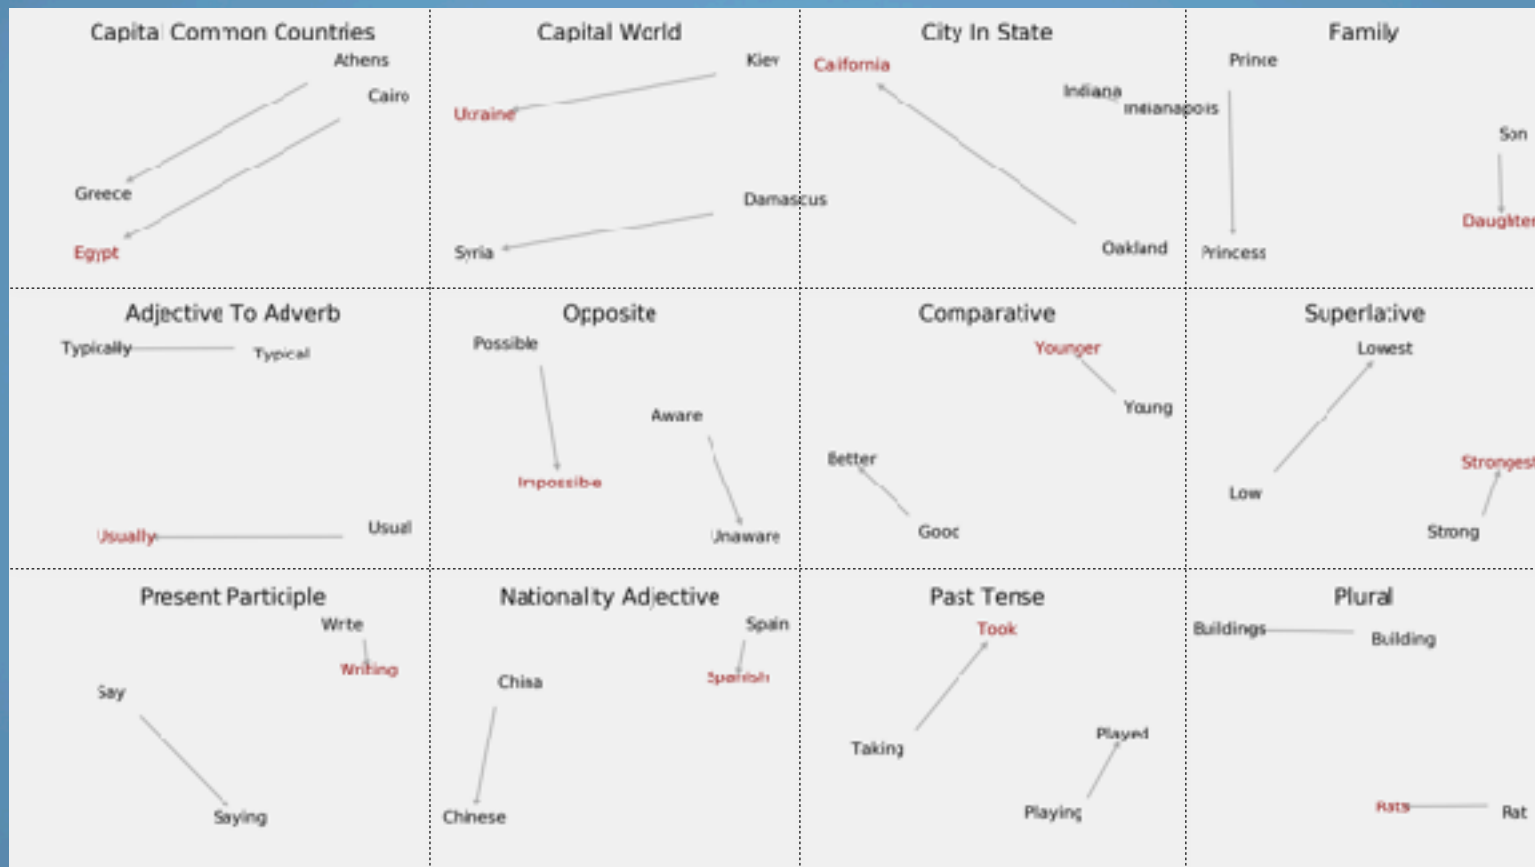 Capital Common Countries
Athens
Cairo
Greece
Egypt
Capital World
Kiev
Ukraine
Damascus
Syria
City In State
California
Indiana
Indianapolis
Oakland
Family
Prince
Son
Daughter
Princess
Adjective To Adverb
Typically
Typical
Usually
Usual
Opposite
Possible
Aware
Impossible
Unaware
Comparative
Younger
Young
Better
Good
Superlative
Lowest
Strongest
Low
Strong
Present Participle
Write
Writing
Say
Saying
Nationality Adjective
Spain
Spanish
China
Chinese
Past Tense
Took
Taking
Played
Playing
Plural
Buildings
Building
Rats
Rat